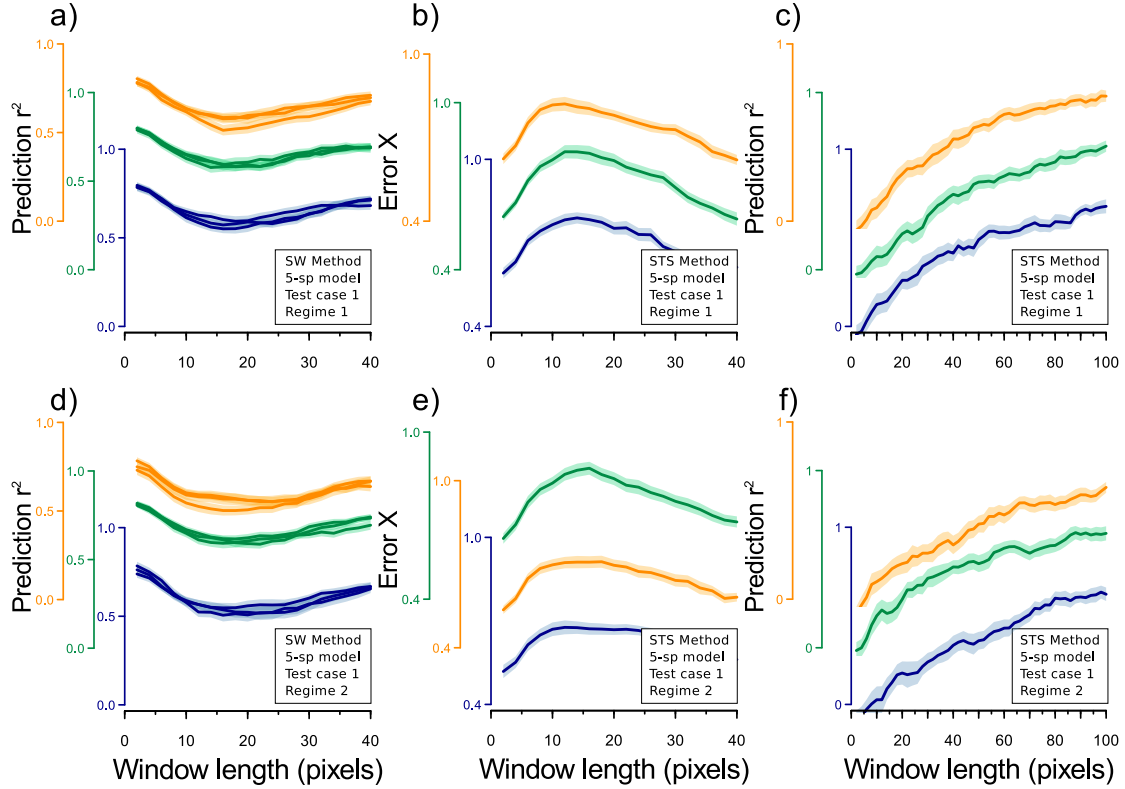 a)
b)
c)
Prediction r²
1.0
0.5
0.0
1.0
0.5
0.0
1.0
0.5
0.0
SW Method
5-sp model
Test case 1
Regime 1
0 10 20 30 40
Error X
1.0
0.4
1.0
0.4
1.0
0.4
STS Method
5-sp model
Test case 1
Regime 1
0 10 20 30 40
Prediction r²
1
0
1
0
1
0
STS Method
5-sp model
Test case 1
Regime 1
0 20 40 60 80 100
d)
e)
f)
Prediction r²
1.0
0.5
0.0
1.0
0.5
0.0
1.0
0.5
0.0
SW Method
5-sp model
Test case 1
Regime 2
0 10 20 30 40
Window length (pixels)
Error X
1.0
0.4
1.0
0.4
1.0
0.4
STS Method
5-sp model
Test case 1
Regime 2
0 10 20 30 40
Window length (pixels)
Prediction r²
1
0
1
0
1
0
STS Method
5-sp model
Test case 1
Regime 2
0 20 40 60 80 100
Window length (pixels)